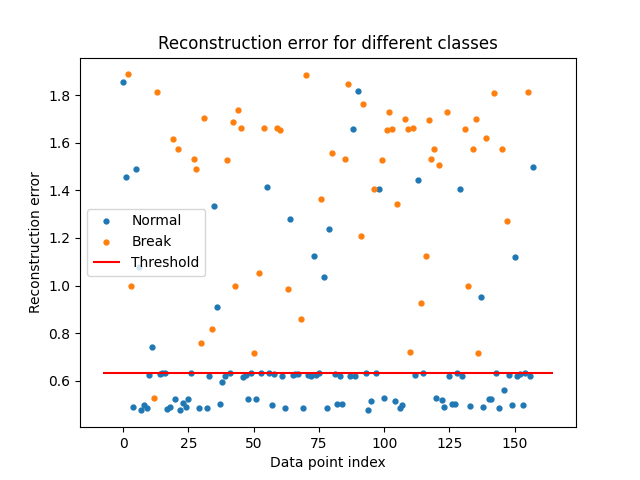 Reconstruction error for different classes
1.8
1.6
1.4
1.2
1.0
0.8
0.6
Reconstruction error
Normal
Break
Threshold
0 25 50 75 100 125 150
Data point index